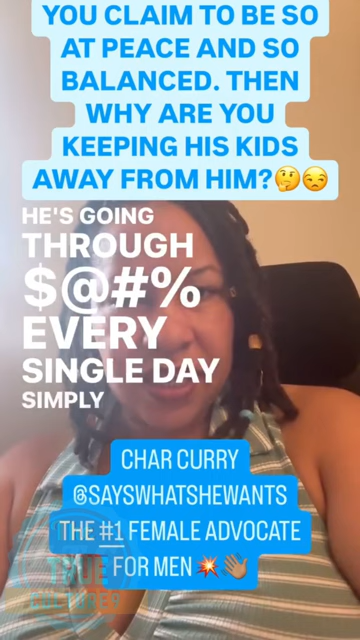 YOU CLAIM TO BE SO
AT PEACE AND SO
BALANCED. THEN
WHY ARE YOU
KEEPING HIS KIDS
AWAY FROM HIM?🤔😒
HE'S GOING
THROUGH
$@#%
EVERY
SINGLE DAY
SIMPLY
CHAR CURRY
@SAYSWHATSHEWANTS
THE #1 FEMALE ADVOCATE
FOR MEN 💥👋🏽
TRUE